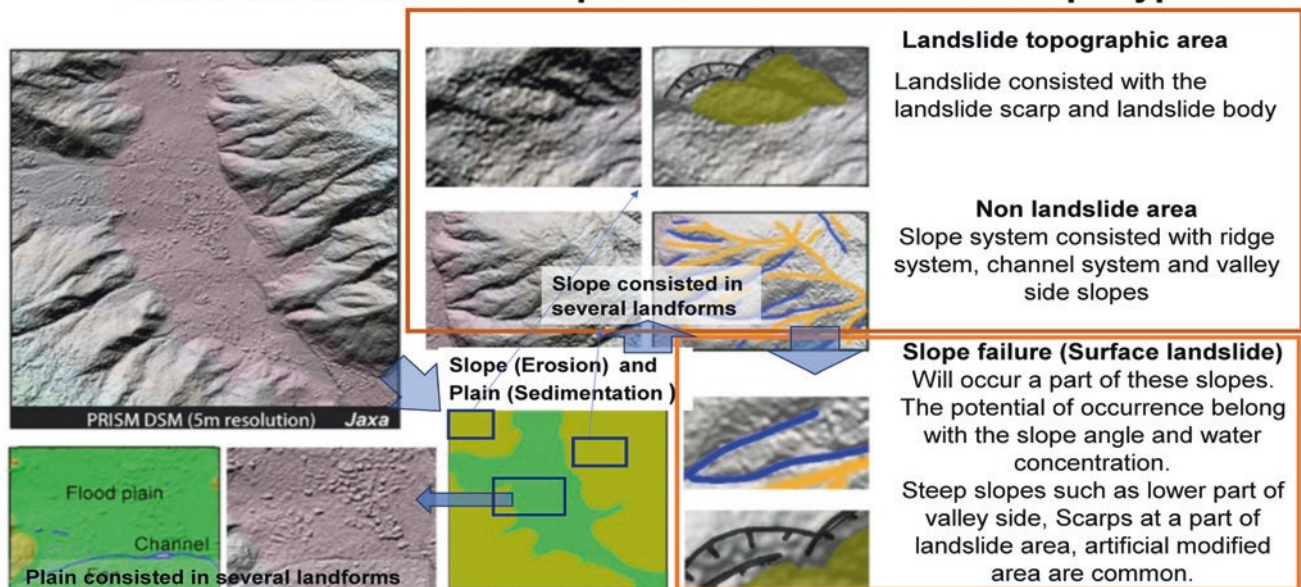 Landslide topographic area
Landslide consisted with the
landslide scarp and landslide body
Non landslide area
Slope system consisted with ridge
system, channel system and valley
side slopes
Slope consisted in
several landforms
Slope (Erosion) and
Plain (Sedimentation )
PRISM DSM (5m resolution) Jaxa
Slope failure (Surface landslide)
Will occur a part of these slopes.
The potential of occurrence belong
with the slope angle and water
concentration.
Steep slopes such as lower part of
valley side, Scarps at a part of
landslide area, artificial modified
area are common.
Flood plain
Channel
Plain consisted in several landforms